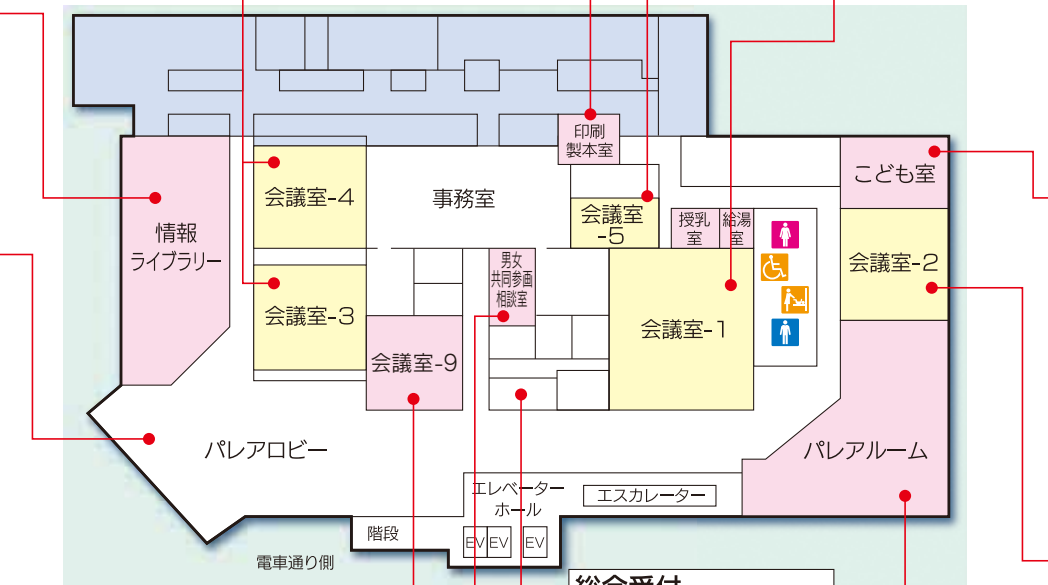 印刷
製本室
こども室
会議室-4
事務室
会議室
-5
授乳
室
給湯
室
情報
ライブラリー
男女
共同参画
相談室
会議室-2
会議室-3
会議室-1
会議室-9
パレアロビー
パレアルーム
エレベーター
ホール
エスカレーター
階段
EV
EV
EV
電車通り側
総合受付